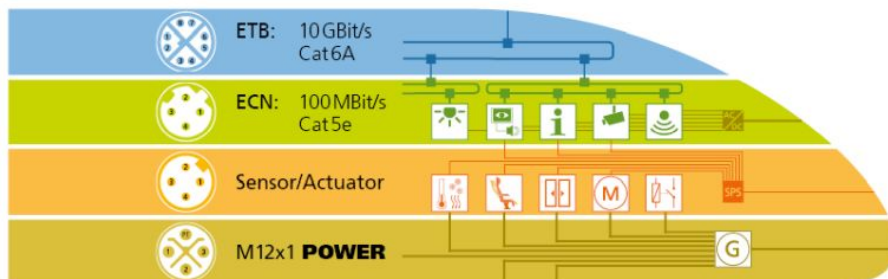 ETB: 10 GBit/s
Cat 6A
ECN: 100 MBit/s
Cat 5e
Sensor/Actuator
SPS
M
M12x1 POWER
G